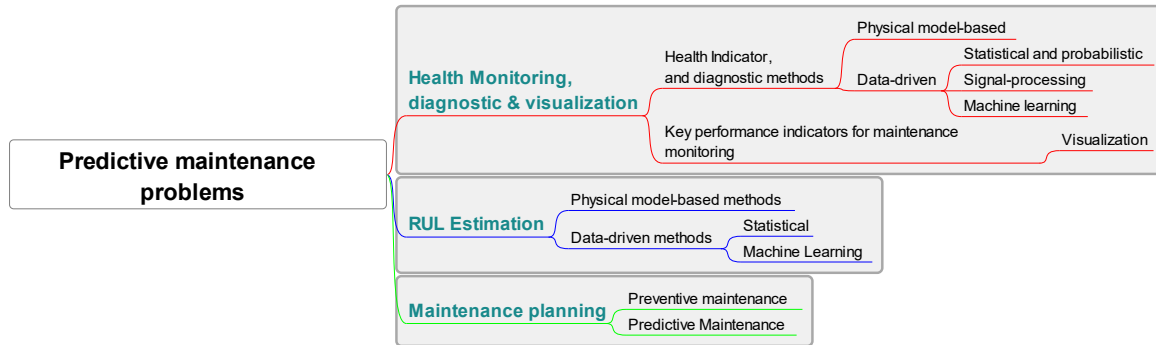 Predictive maintenance
problems
Health Monitoring,
diagnostic & visualization
Health Indicator,
and diagnostic methods
Physical model-based
Data-driven
Statistical and probabilistic
Signal-processing
Machine learning
Key performance indicators for maintenance
monitoring
Visualization
RUL Estimation
Physical model-based methods
Data-driven methods
Statistical
Machine Learning
Maintenance planning
Preventive maintenance
Predictive Maintenance